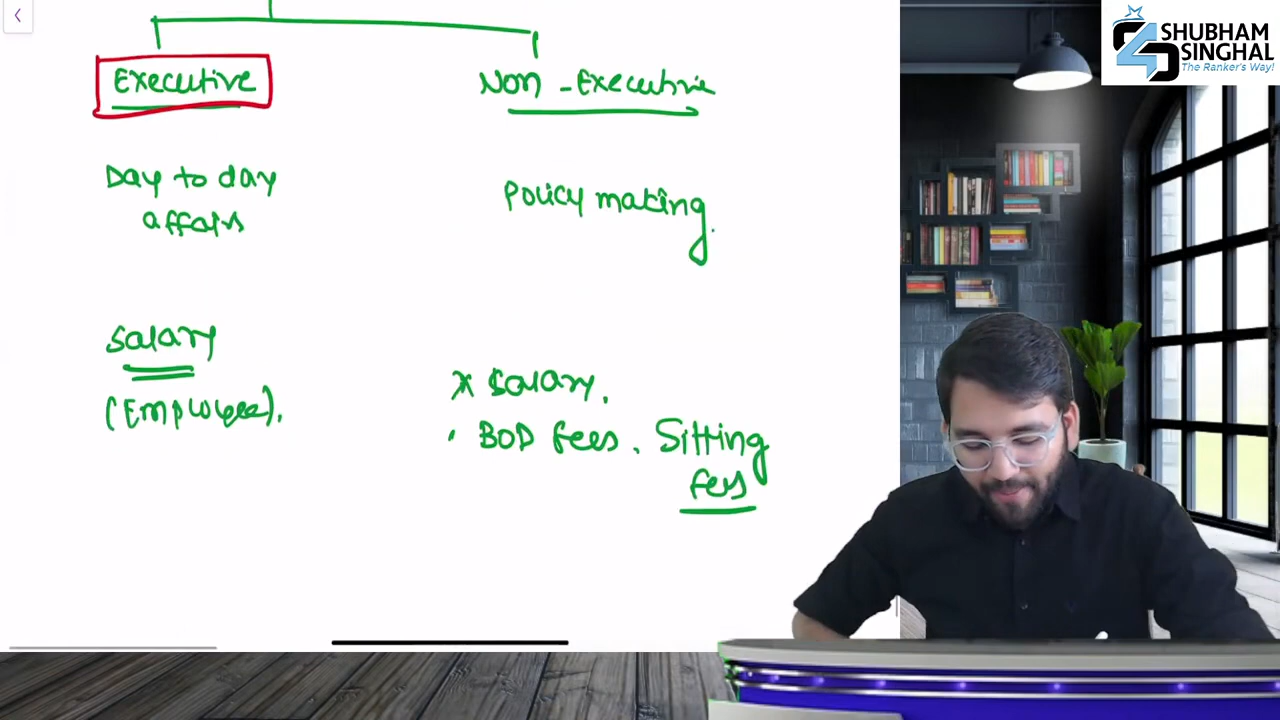 SHUBHAM
SINGHAL
The Ranker's Way!
Executive
Non - Executive
Day to day
affairs
Policy making.
Salary
(Employee).
x Salary.
• BOD fees. Sitting
fees